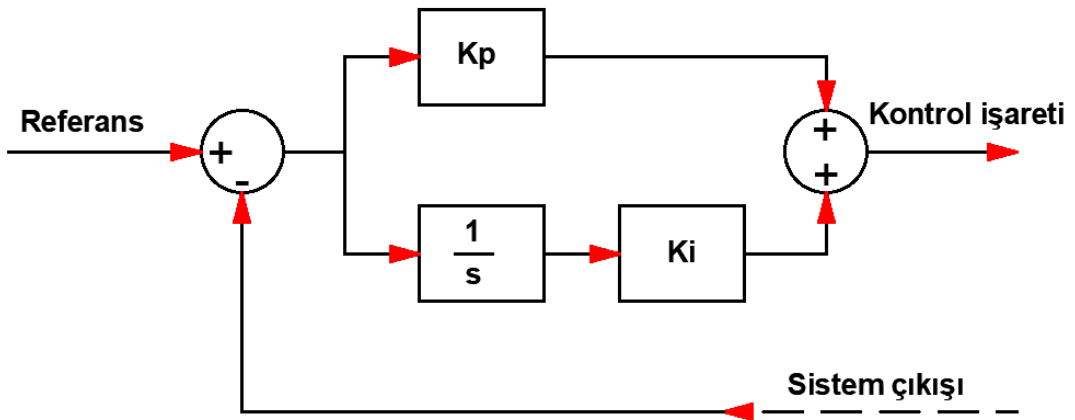 Kp
Referans
+
-
+
+
Kontrol işareti
1
s
Ki
Sistem çıkışı